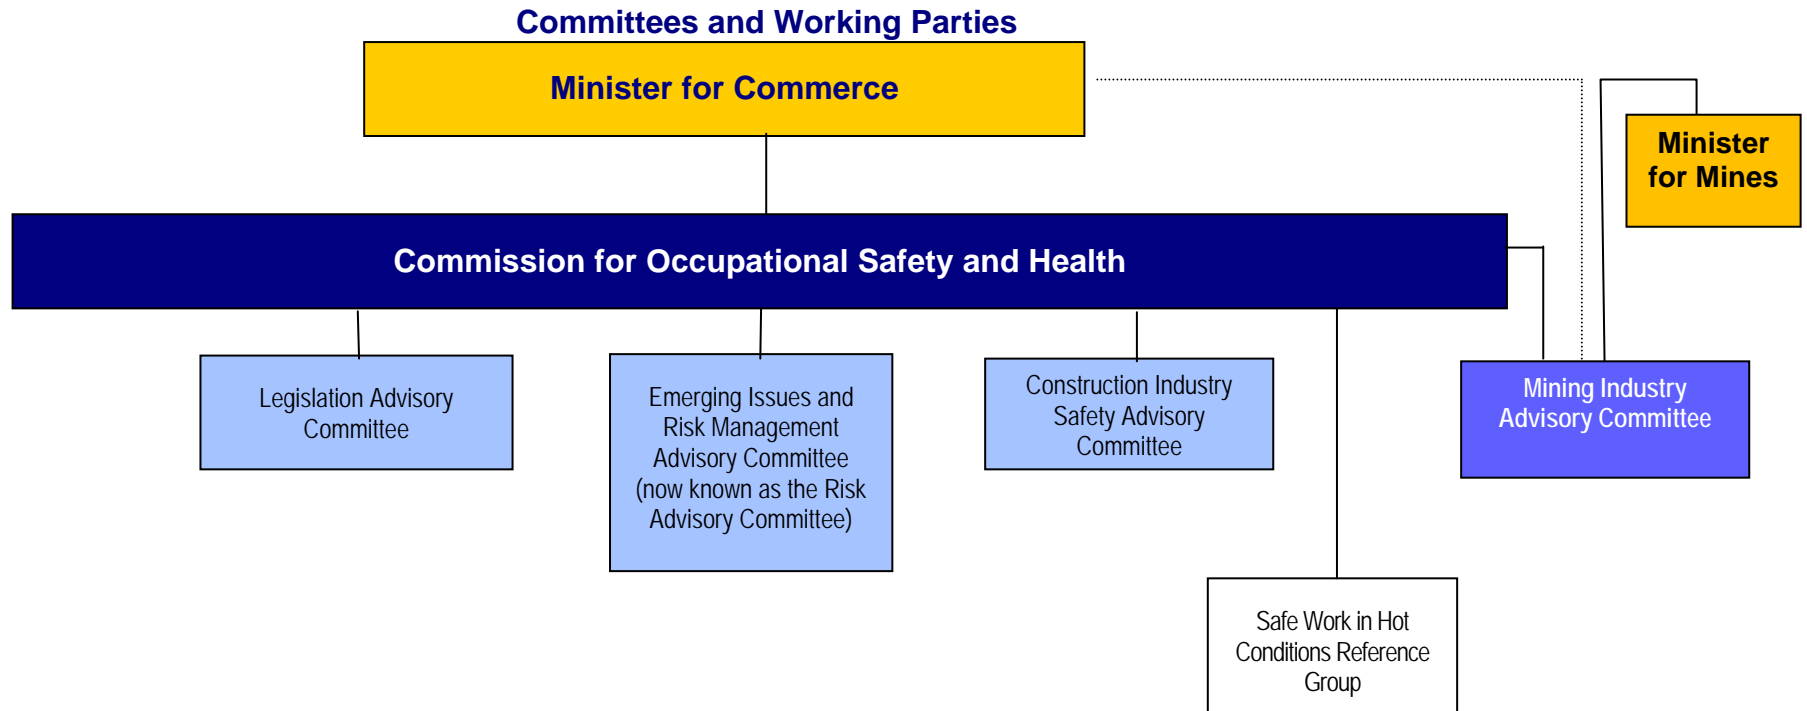 Committees and Working Parties
Minister for Commerce
Minister
for Mines
Commission for Occupational Safety and Health
Legislation Advisory
Committee
Emerging Issues and
Risk Management
Advisory Committee
(now known as the Risk
Advisory Committee)
Construction Industry
Safety Advisory
Committee
Mining Industry
Advisory Committee
Safe Work in Hot
Conditions Reference
Group